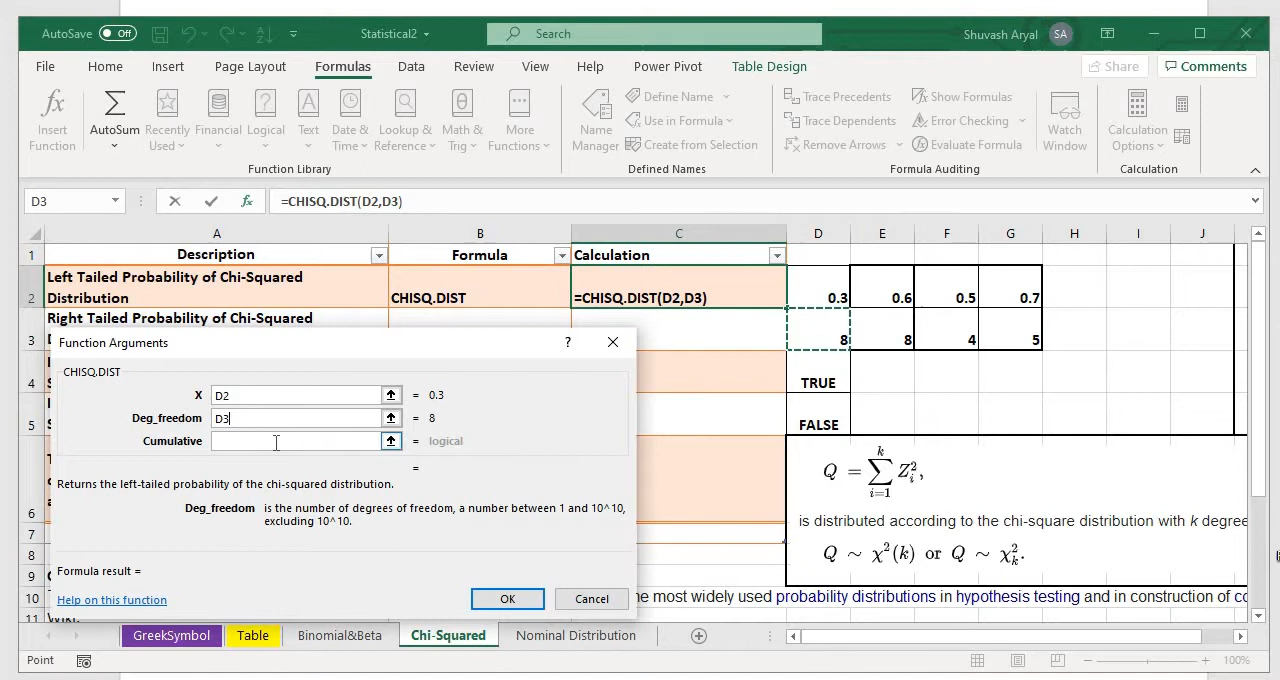 AutoSave Off Statistical2 Search Shuvash Aryal SA
File Home Insert Page Layout Formulas Data Review View Help Power Pivot Table Design Share Comments
Insert Function
AutoSum
Recently Used
Financial
Logical
Text
Date & Time
Lookup & Reference
Math & Trig
More Functions
Function Library
Name Manager
Define Name
Use in Formula
Create from Selection
Defined Names
Trace Precedents
Trace Dependents
Remove Arrows
Show Formulas
Error Checking
Evaluate Formula
Formula Auditing
Watch Window
Calculation Options
Calculation
D3 fx =CHISQ.DIST(D2,D3)
A B C D E F G H I J
1 Description Formula Calculation
Left Tailed Probability of Chi-Squared
2 Distribution CHISQ.DIST =CHISQ.DIST(D2,D3) 0.3 0.6 0.5 0.7
Right Tailed Probability of Chi-Squared
3 8 8 4 5
4 TRUE
5 FALSE
6
7
8
9
10
11
Function Arguments ?
CHISQ.DIST
X D2 = 0.3
Deg_freedom D3 = 8
Cumulative = logical
=
Returns the left-tailed probability of the chi-squared distribution.
Deg_freedom is the number of degrees of freedom, a number between 1 and 10^10,
excluding 10^10.
Formula result =
Help on this function OK Cancel
Q = ∑_{i=1}^{k} Z_i^2,
is distributed according to the chi-square distribution with k degree
Q ∼ χ²(k) or Q ∼ χ_k^2.
the most widely used probability distributions in hypothesis testing and in construction of co
GreekSymbol Table Binomial&Beta Chi-Squared Nominal Distribution
Point 100%